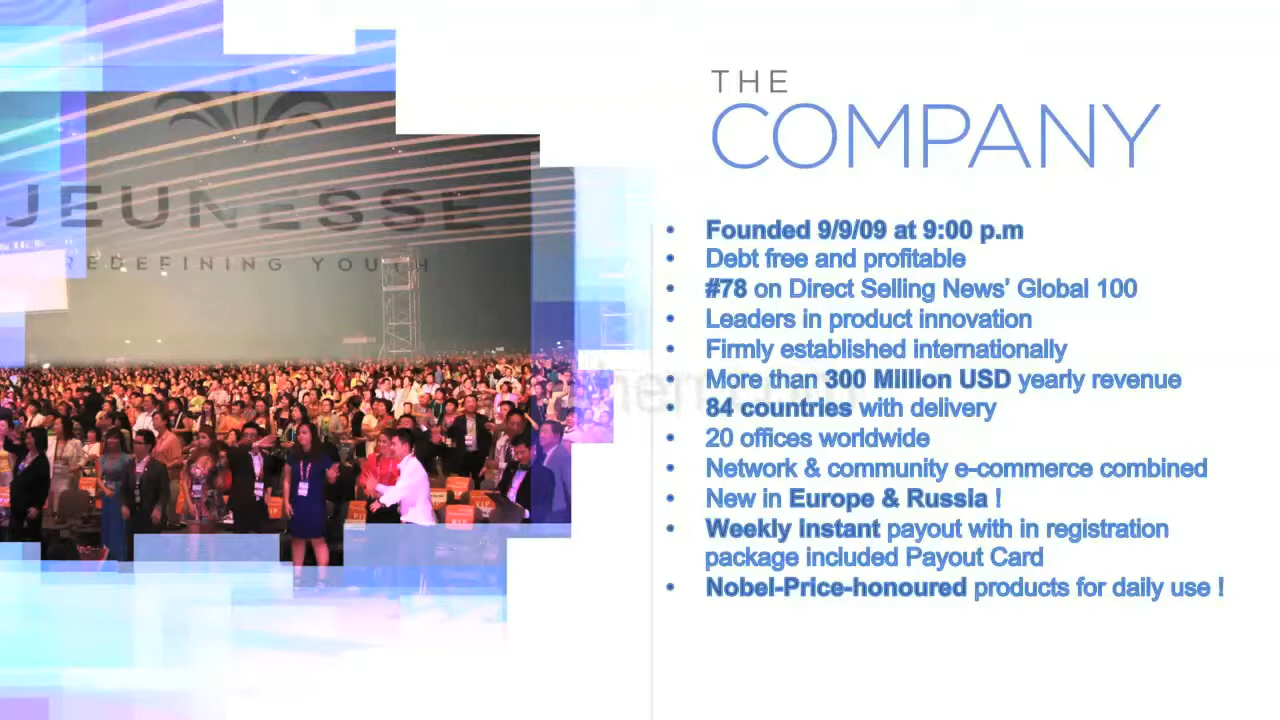 JEUNESSE
REDEFINING YOUTH
THE
COMPANY
• Founded 9/9/09 at 9:00 p.m
• Debt free and profitable
• #78 on Direct Selling News’ Global 100
• Leaders in product innovation
• Firmly established internationally
• More than 300 Million USD yearly revenue
• 84 countries with delivery
• 20 offices worldwide
• Network & community e-commerce combined
• New in Europe & Russia !
• Weekly Instant payout with in registration
package included Payout Card
• Nobel-Price-honoured products for daily use !
VIP